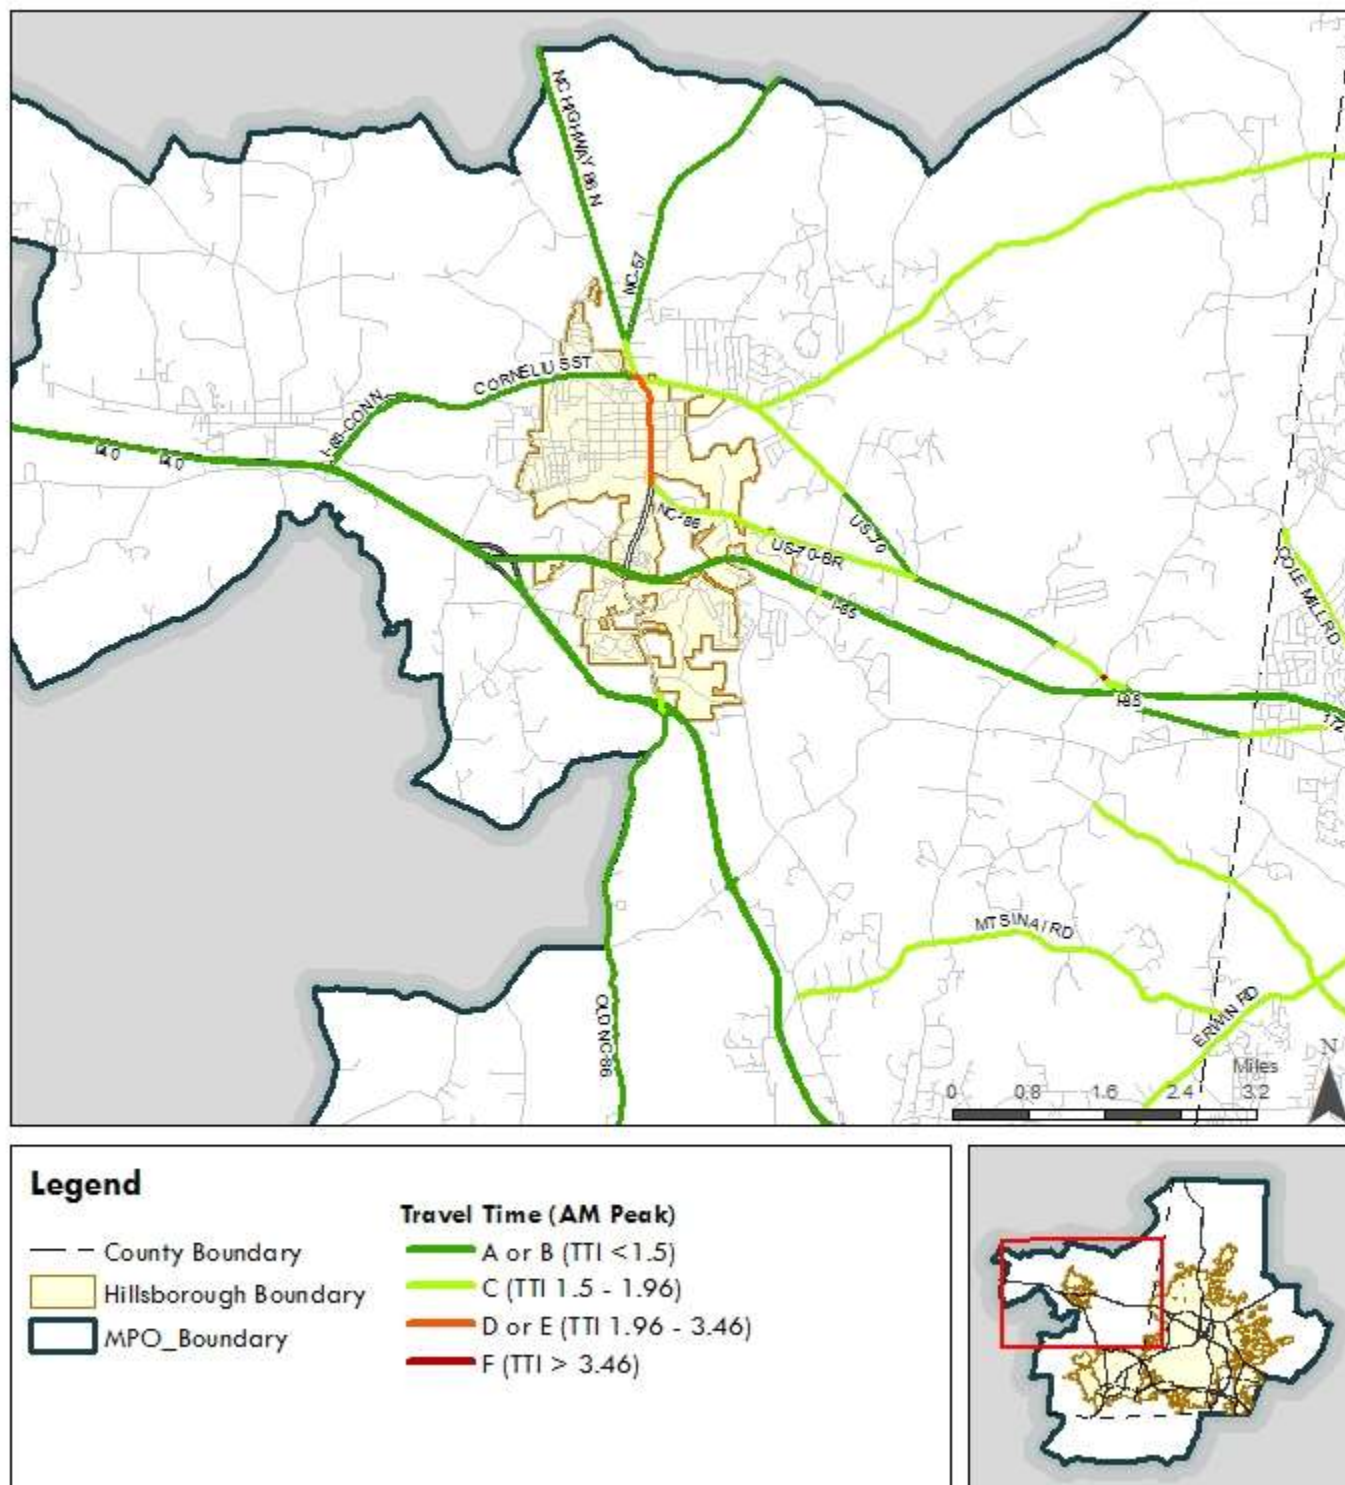 NC HIGHWAY 86 N
NC-57
CORNELIUS ST
I-85-CONN
I40
I40
NC-86
US-70-BR
US-70
I-85
COLE MILL RD
I-85
MT SINAI RD
ERWIN RD
OLD NC-86
N
Miles
0 0.8 1.6 2.4 3.2
Legend
County Boundary
Hillsborough Boundary
MPO_Boundary
Travel Time (AM Peak)
A or B (TTI <1.5)
C (TTI 1.5 - 1.96)
D or E (TTI 1.96 - 3.46)
F (TTI > 3.46)